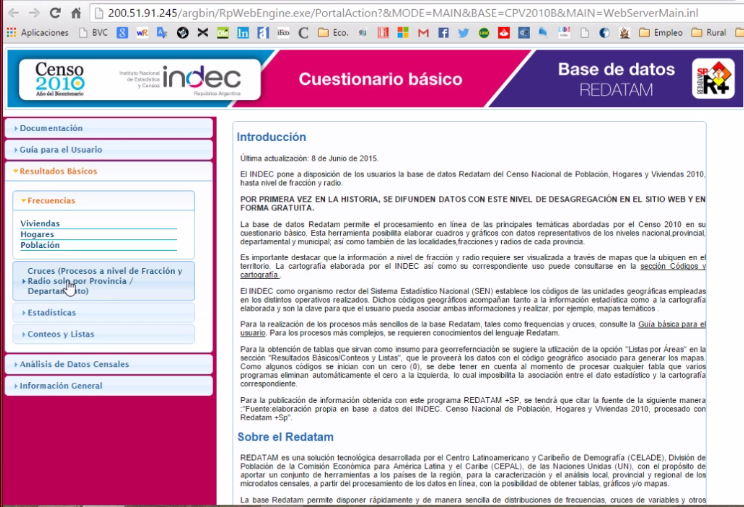 200.51.91.245/argbin/RpWebEngine.exe/PortalAction?&MODE=MAIN&BASE=CPV2010B&MAIN=WebServerMain.inl
Aplicaciones BVC Eco. Empleo Rural
Censo
2010
Año del Bicentenario
Instituto Nacional
de Estadística
y Censos
indec
República Argentina
Cuestionario básico
Base de datos
REDATAM
SP
R+
Documentación
Guía para el Usuario
Resultados Básicos
Frecuencias
Viviendas
Hogares
Población
Cruces (Procesos a nivel de Fracción y
Radio solo por Provincia /
Departamento)
Estadísticas
Conteos y Listas
Análisis de Datos Censales
Información General
Introducción
Última actualización: 8 de Junio de 2015.
El INDEC pone a disposición de los usuarios la base de datos Redatam del Censo Nacional de Población, Hogares y Viviendas 2010,
hasta nivel de fracción y radio.
POR PRIMERA VEZ EN LA HISTORIA, SE DIFUNDEN DATOS CON ESTE NIVEL DE DESAGREGACIÓN EN EL SITIO WEB Y EN
FORMA GRATUITA.
La base de datos Redatam permite el procesamiento en línea de las principales temáticas abordadas por el Censo 2010 en su
cuestionario básico. Esta herramienta posibilita elaborar cuadros y gráficos con datos representativos de los niveles nacional,provincial,
departamental y municipal; así como también de las localidades,fracciones y radios de cada provincia.
Es importante destacar que la información a nivel de fracción y radio requiere ser visualizada a través de mapas que la ubiquen en el
territorio. La cartografía elaborada por el INDEC así como su correspondiente uso puede consultarse en la sección Códigos y
cartografía .
El INDEC como organismo rector del Sistema Estadístico Nacional (SEN) establece los códigos de las unidades geográficas empleadas
en los distintos operativos realizados. Dichos códigos geográficos acompañan tanto a la información estadística como a la cartografía
elaborada y son la clave para que el usuario pueda asociar ambas informaciones y realizar, por ejemplo, mapas temáticos .
Para la realización de los procesos más sencillos de la base Redatam, tales como frecuencias y cruces, consulte la Guía básica para el
usuario. Para los procesos más complejos, se requieren conocimientos del lenguaje Redatam.
Para la obtención de tablas que sirvan como insumo para georreferenciación se sugiere la utlización de la opción "Listas por Áreas" en la
sección "Resultados Básicos/Conteos y Listas", que le proveerá los datos con el código geográfico asociado para generar los mapas.
Como algunos códigos se inician con un cero (0), se debe tener en cuenta al momento de procesar cualquier tabla que varios
programas eliminan automáticamente el cero a la izquierda, lo cual imposibilita la asociación entre el dato estadístico y la cartografía
correspondiente.
Para la publicación de información obtenida con este programa REDATAM +SP, se tendrá que citar la fuente de la siguiente manera
:"Fuente:elaboración propia en base a datos del INDEC. Censo Nacional de Población, Hogares y Viviendas 2010, procesado con
Redatam +Sp".
Sobre el Redatam
REDATAM es una solución tecnológica desarrollada por el Centro Latinoamericano y Caribeño de Demografía (CELADE), División de
Población de la Comisión Económica para América Latina y el Caribe (CEPAL), de las Naciones Unidas (UN), con el propósito de
aportar un conjunto de herramientas a los países de la región, para la caracterización y el análisis local, provincial y regional de los
microdatos censales, a partir del procesamiento de los datos en línea, con la posibilidad de obtener tablas, gráficos y/o mapas.
La base Redatam permite disponer rápidamente y de manera sencilla de distribuciones de frecuencias, cruces de variables y otros